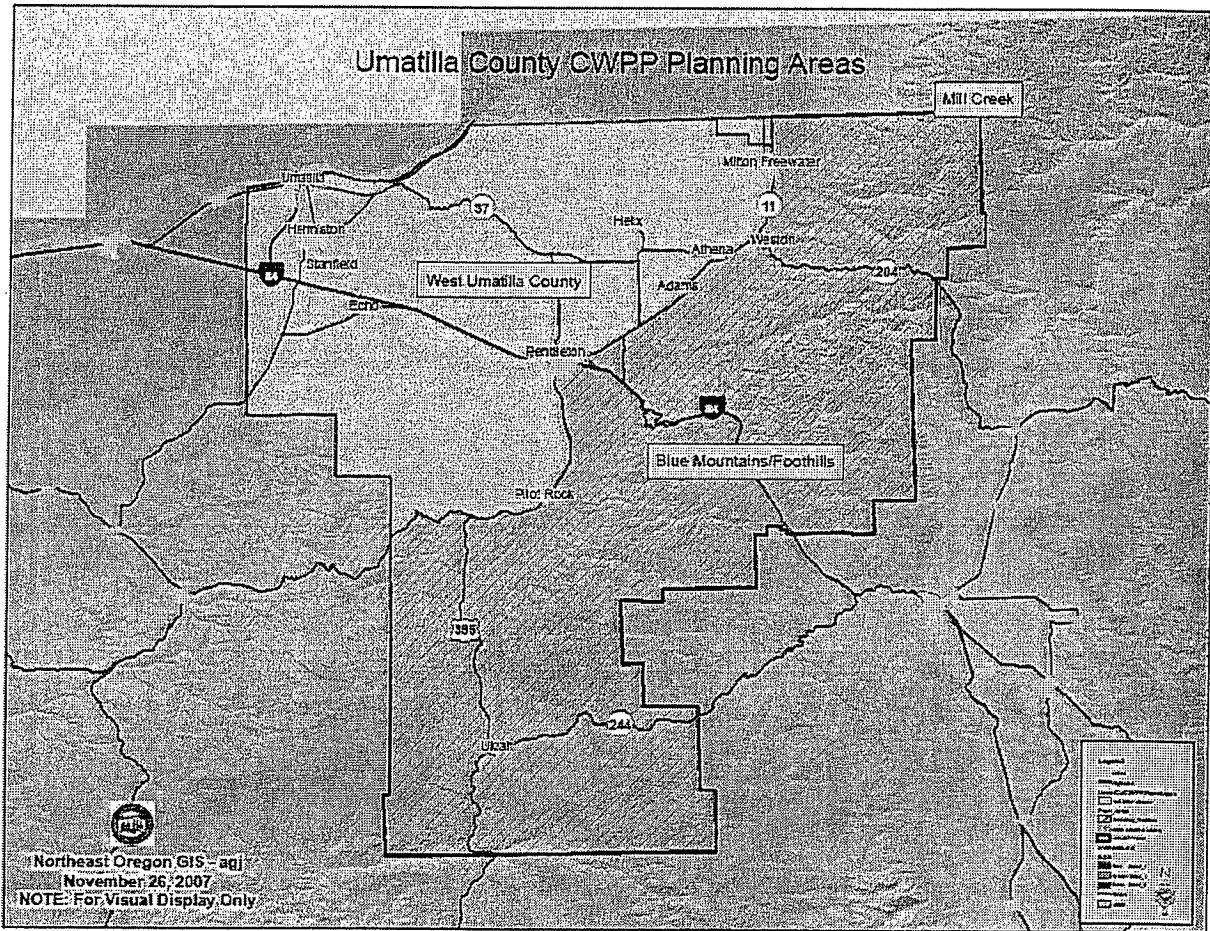 Umatilla County CWPP Planning Areas
Mill Creek
Milton Freewater
Umatilla
37
11
Helix
Hermiston
Athena
Weston
Stanfield
204
84
West Umatilla County
Adams
Echo
Pendleton
84
Blue Mountains/Foothills
Pilot Rock
395
244
Ukiah
Northeast Oregon GIS - agj
November 26, 2007
NOTE: For Visual Display Only
N